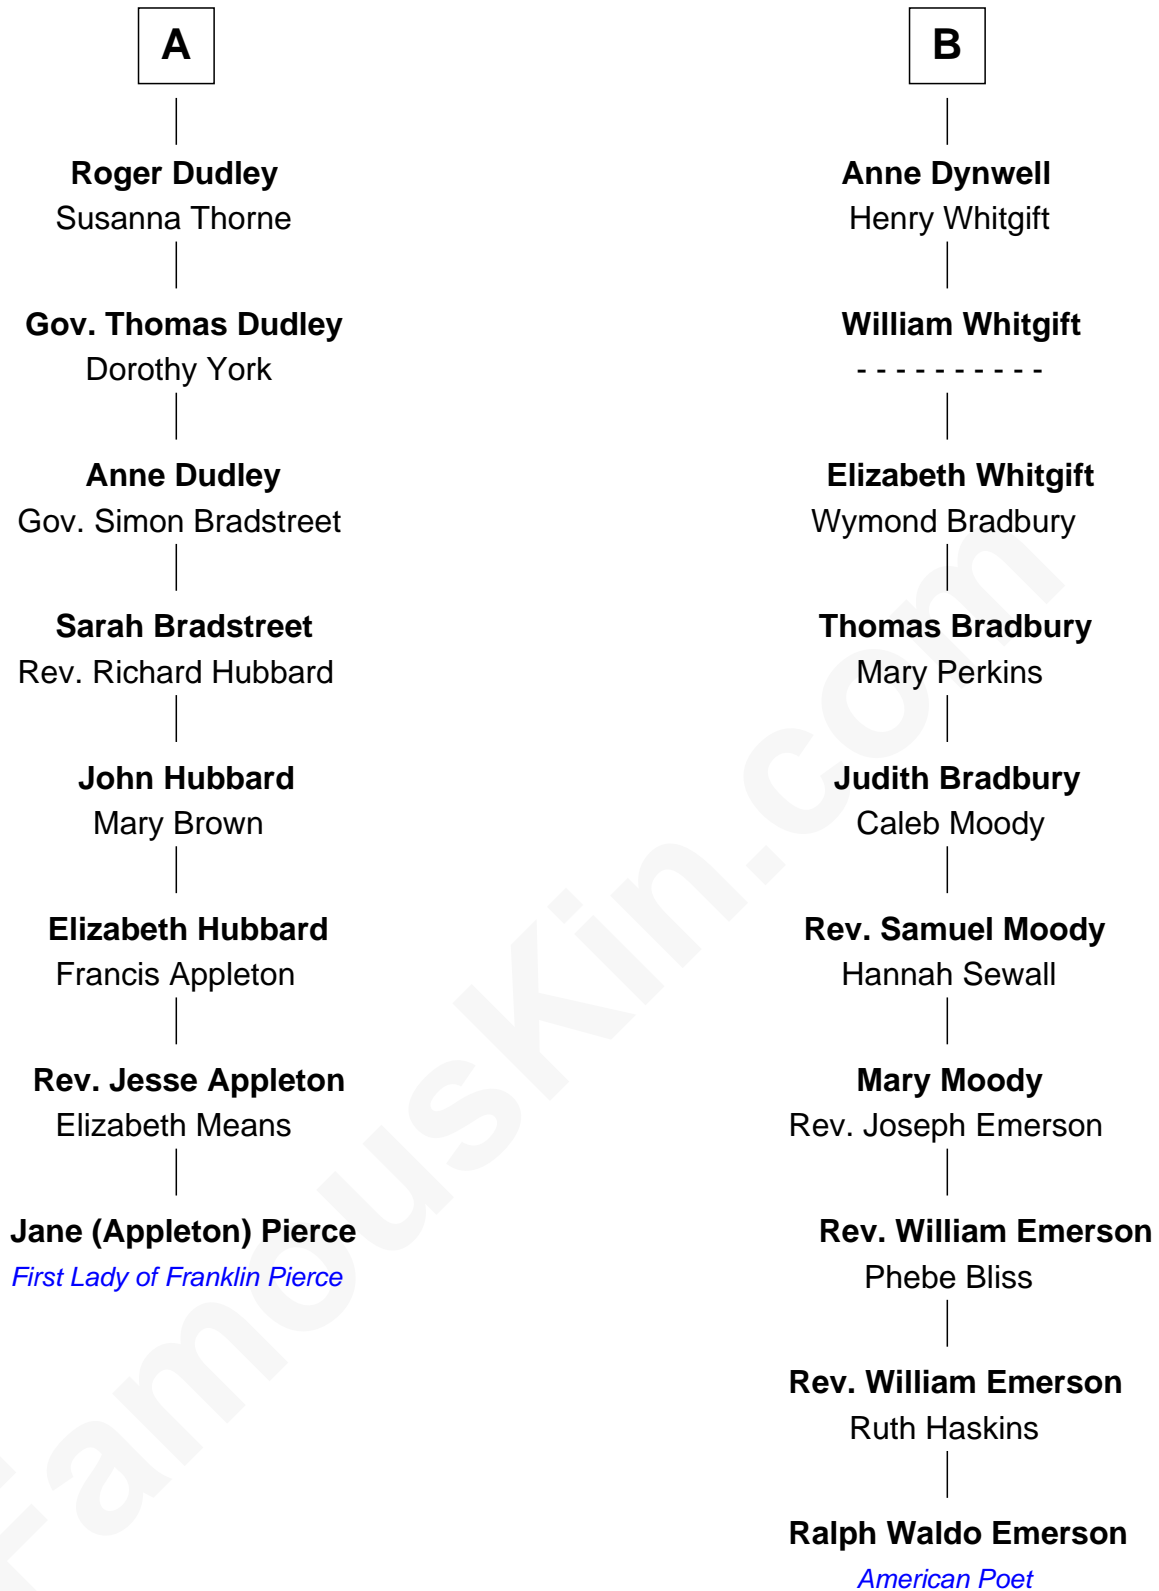 A
Roger Dudley
Susanna Thorne
Gov. Thomas Dudley
Dorothy York
Anne Dudley
Gov. Simon Bradstreet
Sarah Bradstreet
Rev. Richard Hubbard
John Hubbard
Mary Brown
Elizabeth Hubbard
Francis Appleton
Rev. Jesse Appleton
Elizabeth Means
Jane (Appleton) Pierce
First Lady of Franklin Pierce
B
Anne Dynwell
Henry Whitgift
William Whitgift
- - - - - - - - - -
Elizabeth Whitgift
Wymond Bradbury
Thomas Bradbury
Mary Perkins
Judith Bradbury
Caleb Moody
Rev. Samuel Moody
Hannah Sewall
Mary Moody
Rev. Joseph Emerson
Rev. William Emerson
Phebe Bliss
Rev. William Emerson
Ruth Haskins
Ralph Waldo Emerson
American Poet
FamousKin.com